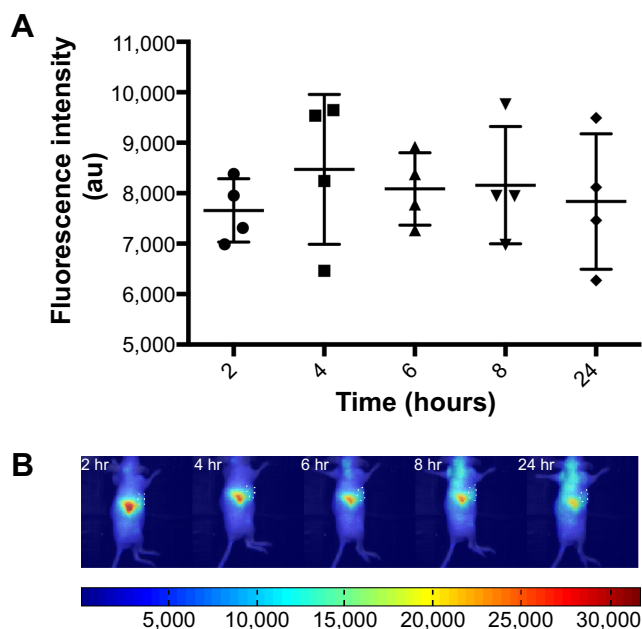 A
Fluorescence intensity
(au)
11,000
10,000
9,000
8,000
7,000
6,000
5,000
2
4
6
8
24
Time (hours)
B
2 hr
4 hr
6 hr
8 hr
24 hr
5,000
10,000
15,000
20,000
25,000
30,000